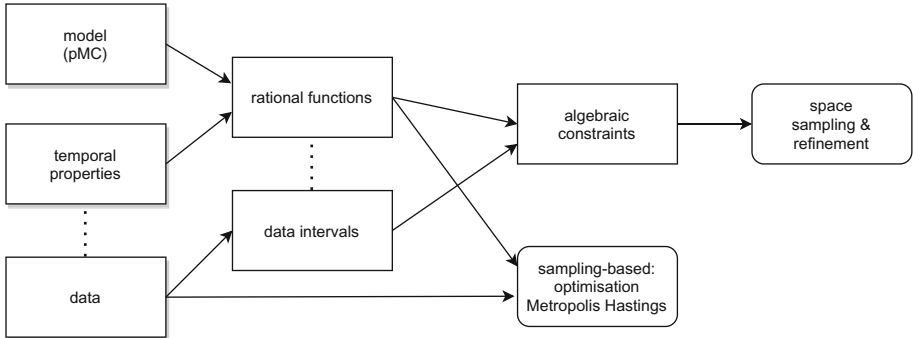 model
(pMC)
temporal
properties
data
rational functions
data intervals
algebraic
constraints
sampling-based:
optimisation
Metropolis Hastings
space
sampling &
refinement